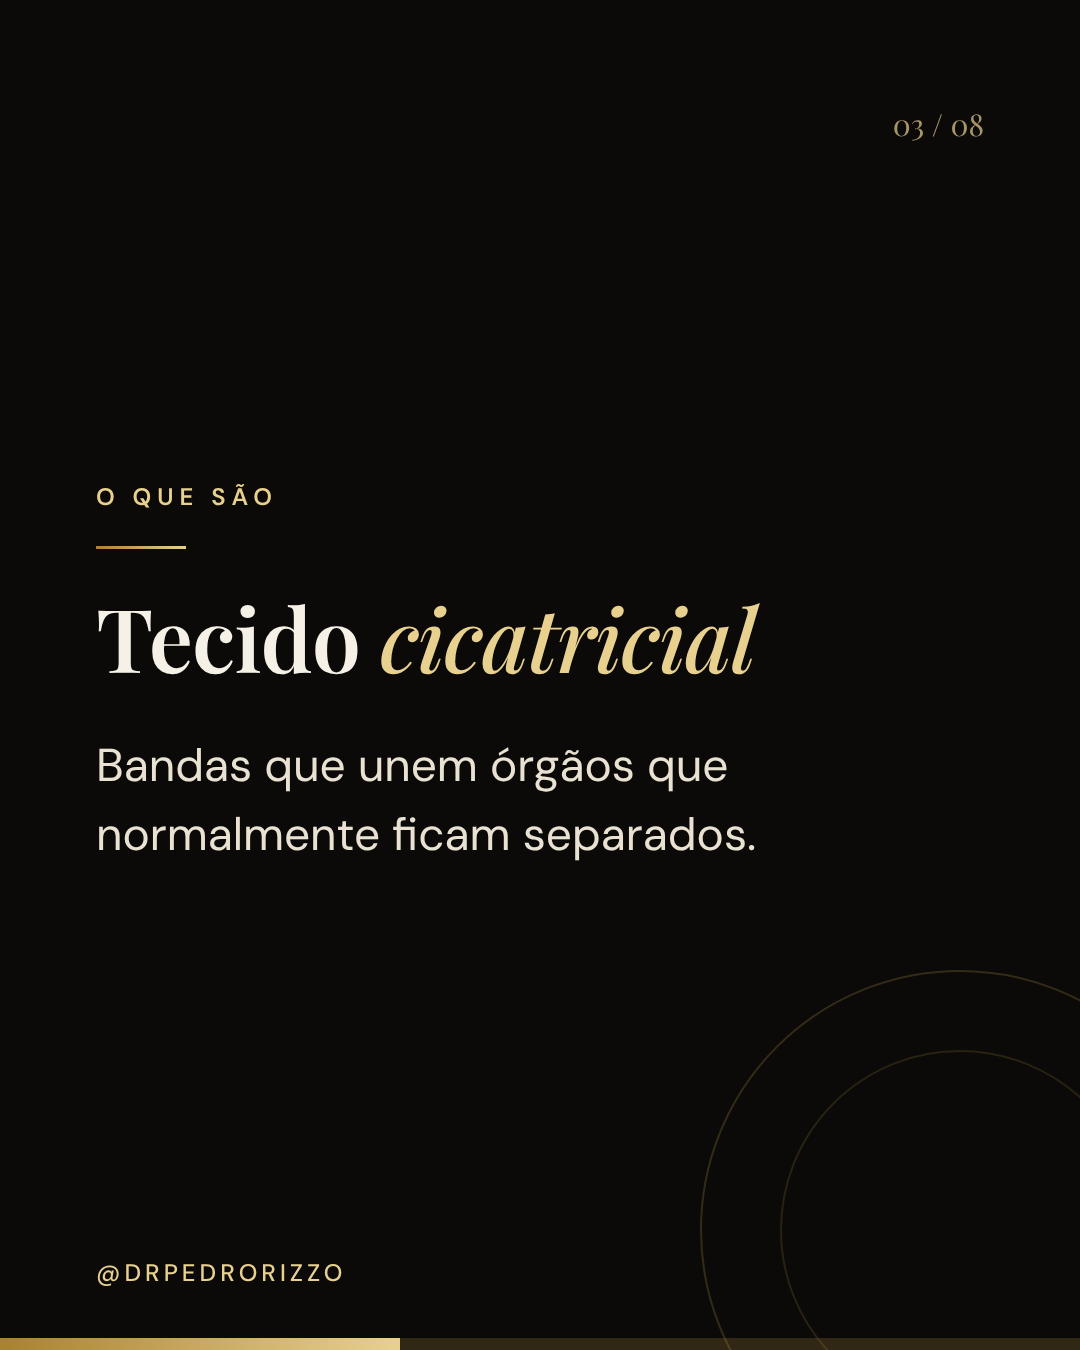 03 / 08
O QUE SÃO
Tecido cicatricial
Bandas que unem órgãos que
normalmente ficam separados.
@DRPEDRORIZZO